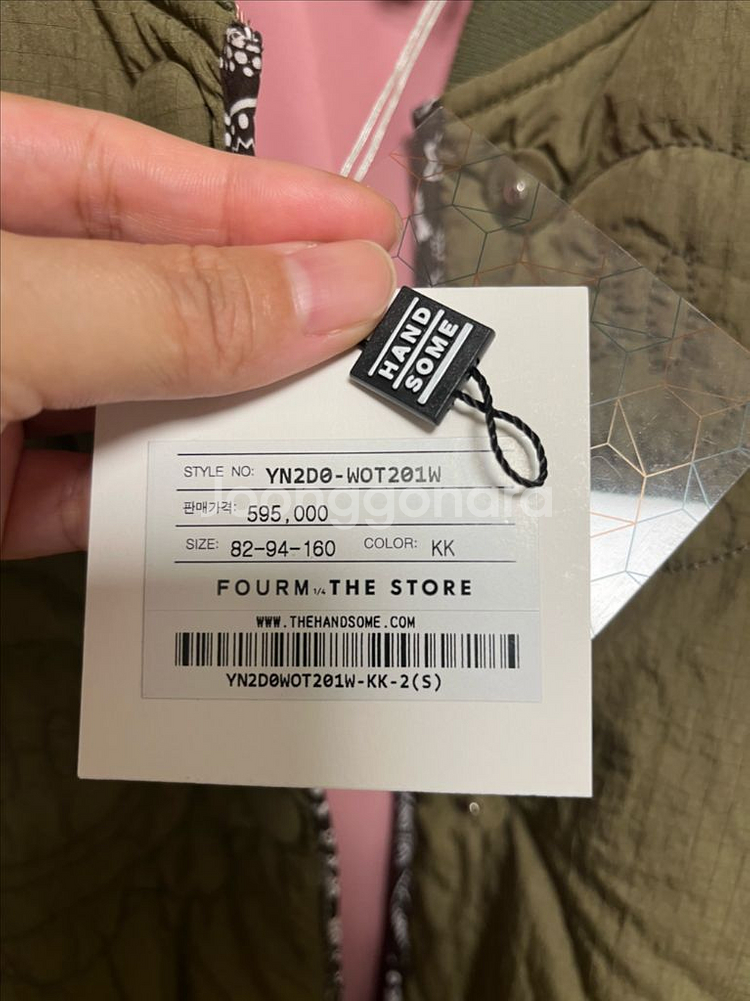 HAND
SOME
STYLE NO: YN2D0-WOT201W
Joonggonara
판매가격: 595,000
SIZE: 82-94-160 COLOR: KK
FOURM 1/4 THE STORE
WWW.THEHANDSOME.COM
YN2D0WOT201W-KK-2(S)